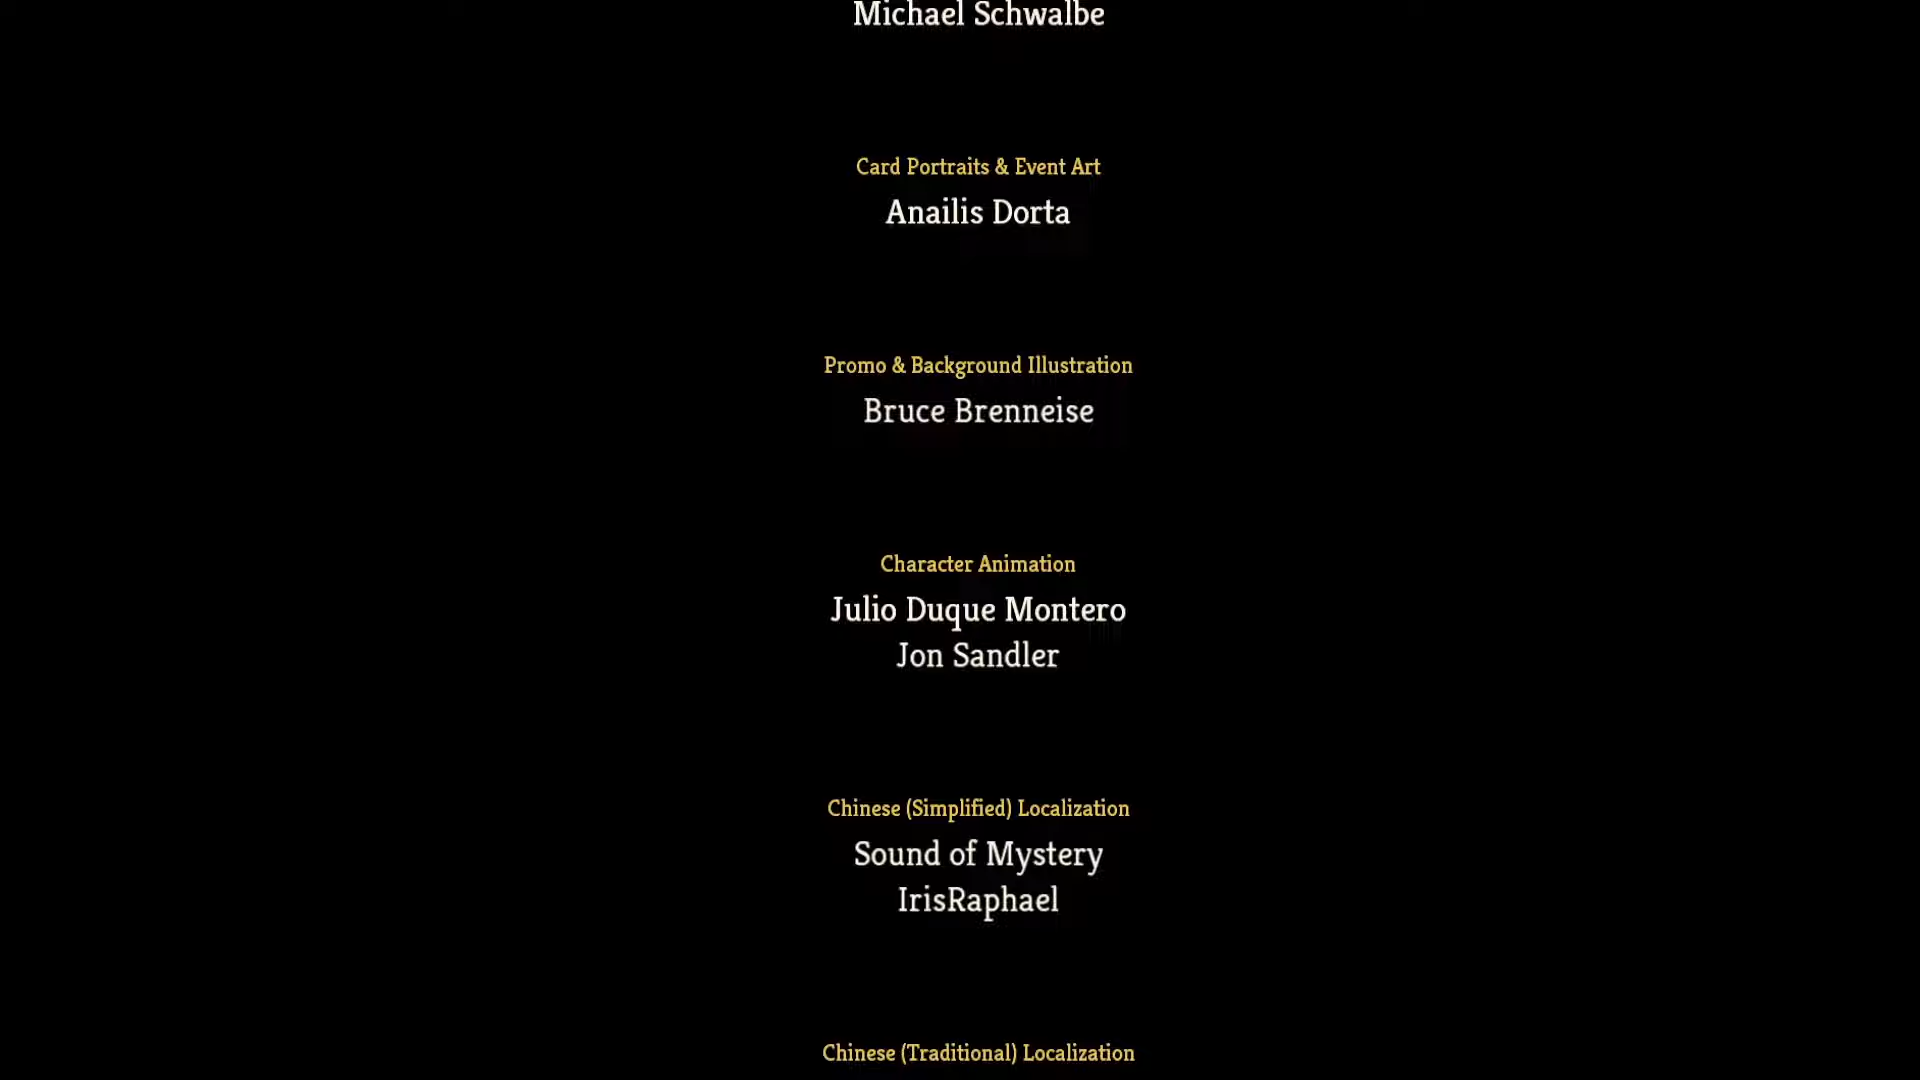 Michael Schwalbe
Card Portraits & Event Art
Anailis Dorta
Promo & Background Illustration
Bruce Brenneise
Character Animation
Julio Duque Montero
Jon Sandler
Chinese (Simplified) Localization
Sound of Mystery
IrisRaphael
Chinese (Traditional) Localization